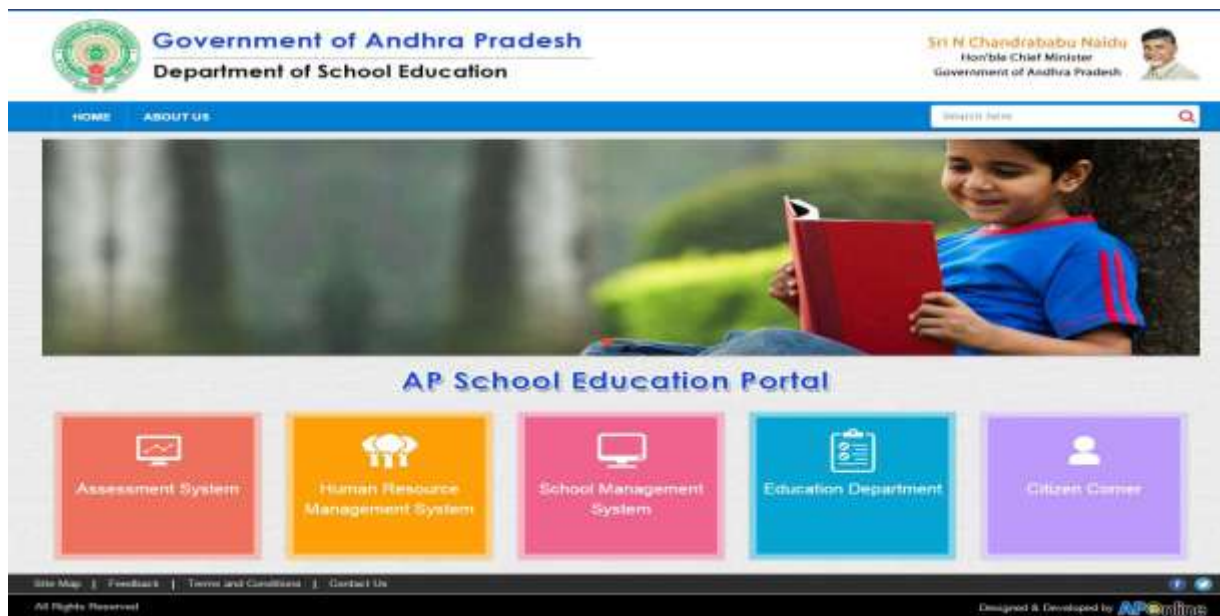 Government of Andhra Pradesh
Department of School Education
Sri N Chandrababu Naidu
Hon'ble Chief Minister
Government of Andhra Pradesh
HOME ABOUT US
Search here
AP School Education Portal
Assessment System
Human Resource
Management System
School Management
System
Education Department
Citizen Corner
Site Map | Feedback | Terms and Conditions | Contact Us
All Rights Reserved
Designed & Developed by APOnline